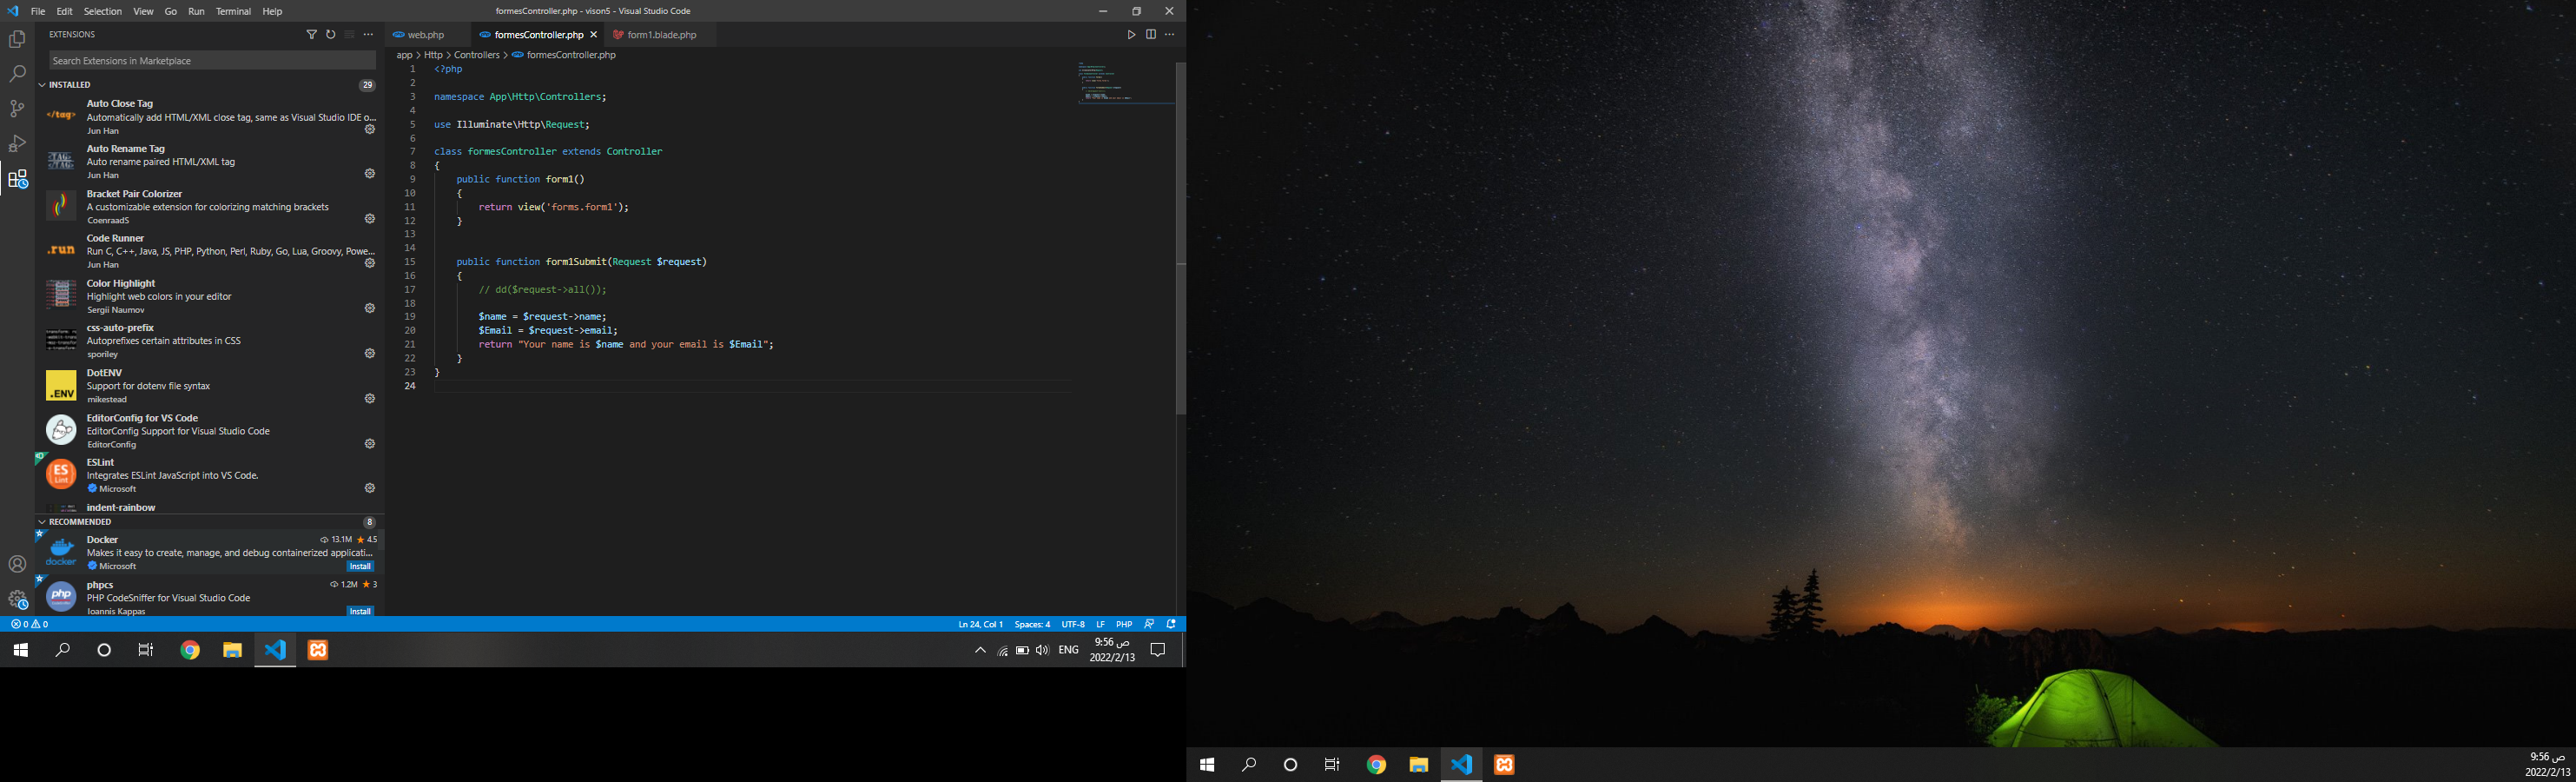 File Edit Selection View Go Run Terminal Help
formesController.php - vison5 - Visual Studio Code
EXTENSIONS
Search Extensions in Marketplace
INSTALLED 29
Auto Close Tag
Automatically add HTML/XML close tag, same as Visual Studio IDE o...
Jun Han
Auto Rename Tag
Auto rename paired HTML/XML tag
Jun Han
Bracket Pair Colorizer
A customizable extension for colorizing matching brackets
CoenraadS
.run
Code Runner
Run C, C++, Java, JS, PHP, Python, Perl, Ruby, Go, Lua, Groovy, Powe...
Jun Han
Color Highlight
Highlight web colors in your editor
Sergii Naumov
css-auto-prefix
Autoprefixes certain attributes in CSS
sporiley
.ENV
DotENV
Support for dotenv file syntax
mikestead
EditorConfig for VS Code
EditorConfig Support for Visual Studio Code
EditorConfig
ES Lint
ESLint
Integrates ESLint JavaScript into VS Code.
Microsoft
indent-rainbow
RECOMMENDED 8
Docker 13.1M 4.5
Makes it easy to create, manage, and debug containerized applicati...
docker
Microsoft Install
phpcs 1.2M 3
php
PHP CodeSniffer for Visual Studio Code
Ioannis Kappas Install
web.php formesController.php form1.blade.php
app > Http > Controllers > formesController.php
1 <?php
2
3 namespace App\Http\Controllers;
4
5 use Illuminate\Http\Request;
6
7 class formesController extends Controller
8 {
9 public function form1()
10 {
11 return view('forms.form1');
12 }
13
14
15 public function form1Submit(Request $request)
16 {
17 // dd($request->all());
18
19 $name = $request->name;
20 $Email = $request->email;
21 return "Your name is $name and your email is $Email";
22 }
23 }
24
0 0
Ln 24, Col 1 Spaces: 4 UTF-8 LF PHP
ENG
9:56 ص
2022/2/13
9:56 ص
2022/2/13